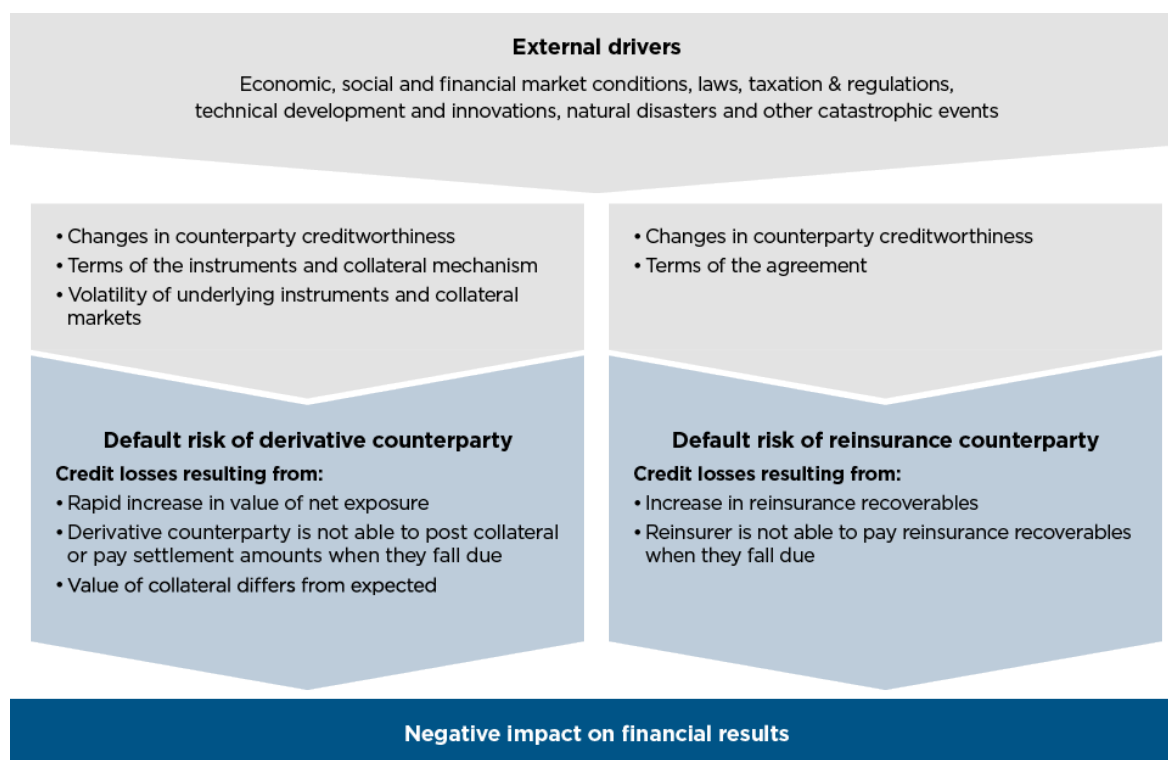 External drivers
Economic, social and financial market conditions, laws, taxation & regulations,
technical development and innovations, natural disasters and other catastrophic events
• Changes in counterparty creditworthiness
• Terms of the instruments and collateral mechanism
• Volatility of underlying instruments and collateral
markets
• Changes in counterparty creditworthiness
• Terms of the agreement
Default risk of derivative counterparty
Credit losses resulting from:
• Rapid increase in value of net exposure
• Derivative counterparty is not able to post collateral
or pay settlement amounts when they fall due
• Value of collateral differs from expected
Default risk of reinsurance counterparty
Credit losses resulting from:
• Increase in reinsurance recoverables
• Reinsurer is not able to pay reinsurance recoverables
when they fall due
Negative impact on financial results